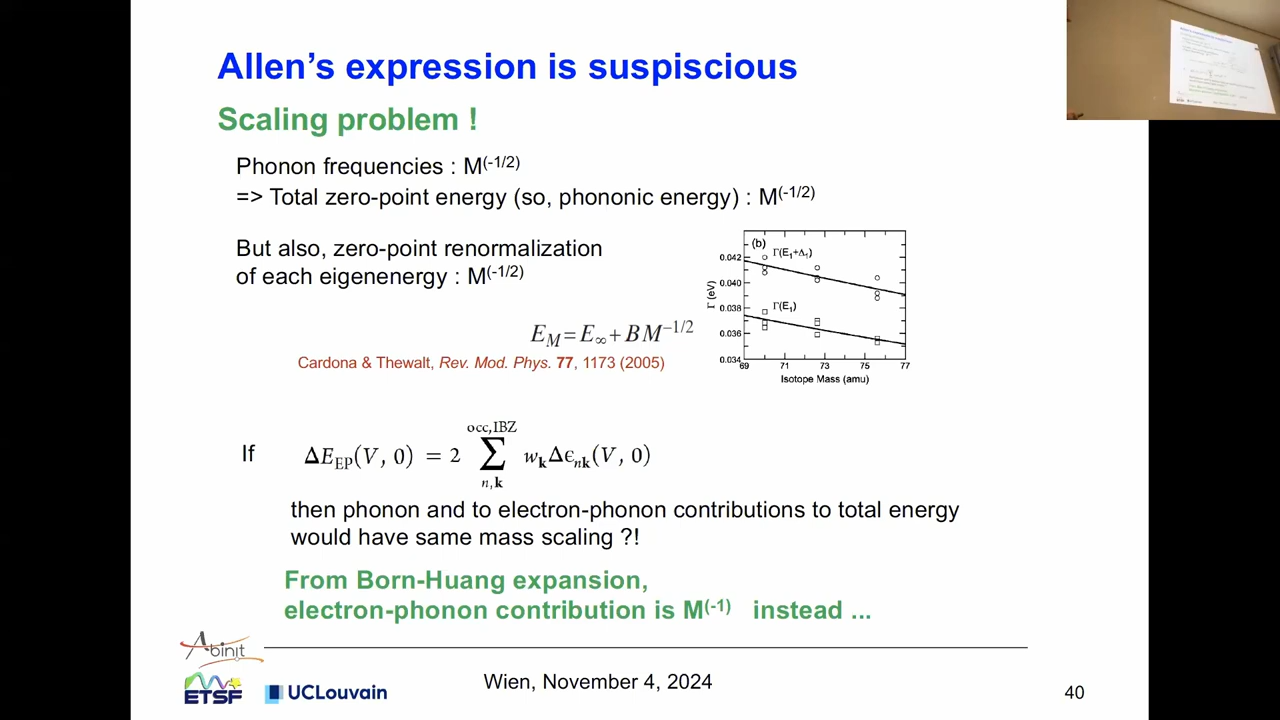 Allen's expression is suspiscious
Scaling problem !
Phonon frequencies : M(-1/2)
=> Total zero-point energy (so, phononic energy) : M(-1/2)
But also, zero-point renormalization
of each eigenenergy : M(-1/2)
E_M = E_∞ + BM^−1/2
Cardona & Thewalt, Rev. Mod. Phys. 77, 1173 (2005)
(b)
Γ(E₁+Δ₁)
Γ(E₁)
Γ (eV)
0.042
0.040
0.038
0.036
0.034
69 71 73 75 77
Isotope Mass (amu)
occ,IBZ
If ΔE_EP(V, 0) = 2 Σ w_k Δϵ_nk(V, 0)
n,k
then phonon and to electron-phonon contributions to total energy
would have same mass scaling ?!
From Born-Huang expansion,
electron-phonon contribution is M(-1) instead ...
Abinit
ETSF
UCLouvain
Wien, November 4, 2024
40